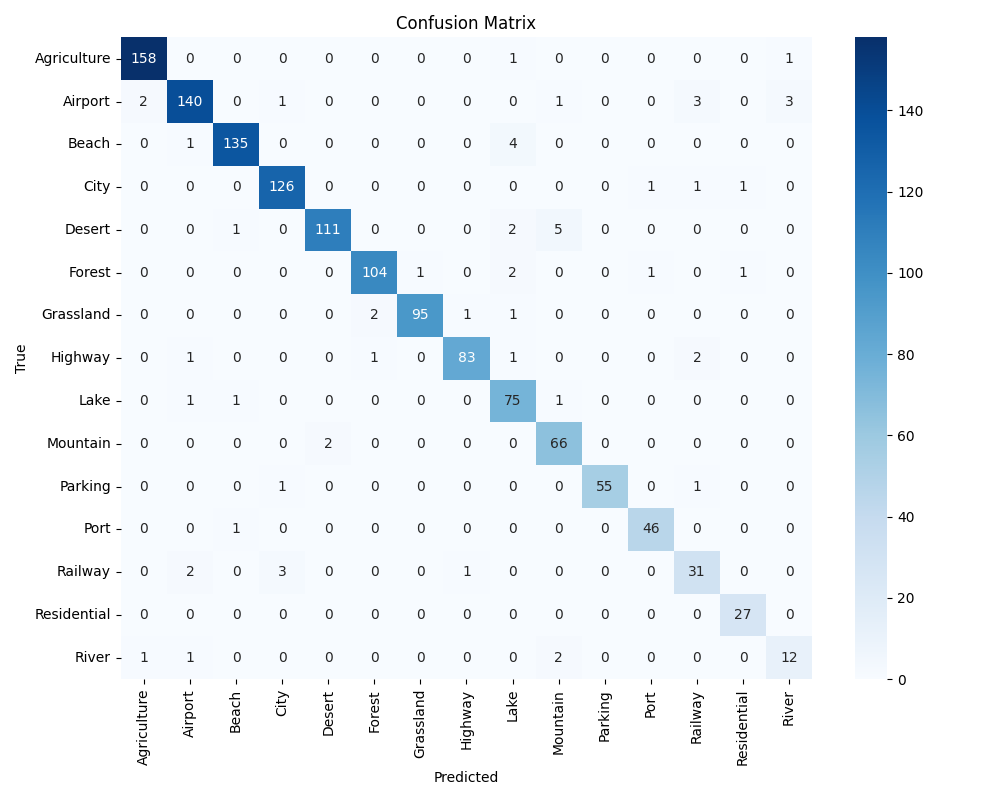 Confusion Matrix
Agriculture 158 0 0 0 0 0 0 0 1 0 0 0 0 0 1
Airport 2 140 0 1 0 0 0 0 0 1 0 0 3 0 3
Beach 0 1 135 0 0 0 0 0 4 0 0 0 0 0 0
City 0 0 0 126 0 0 0 0 0 0 0 1 1 1 0
Desert 0 0 1 0 111 0 0 0 2 5 0 0 0 0 0
Forest 0 0 0 0 0 104 1 0 2 0 0 1 0 1 0
Grassland 0 0 0 0 0 2 95 1 1 0 0 0 0 0 0
Highway 0 1 0 0 0 1 0 83 1 0 0 0 2 0 0
Lake 0 1 1 0 0 0 0 0 75 1 0 0 0 0 0
Mountain 0 0 0 0 2 0 0 0 0 66 0 0 0 0 0
Parking 0 0 0 1 0 0 0 0 0 0 55 0 1 0 0
Port 0 0 1 0 0 0 0 0 0 0 0 46 0 0 0
Railway 0 2 0 3 0 0 0 1 0 0 0 0 31 0 0
Residential 0 0 0 0 0 0 0 0 0 0 0 0 0 27 0
River 1 1 0 0 0 0 0 0 0 2 0 0 0 0 12
Agriculture Airport Beach City Desert Forest Grassland Highway Lake Mountain Parking Port Railway Residential River
Predicted
True
140
120
100
80
60
40
20
0